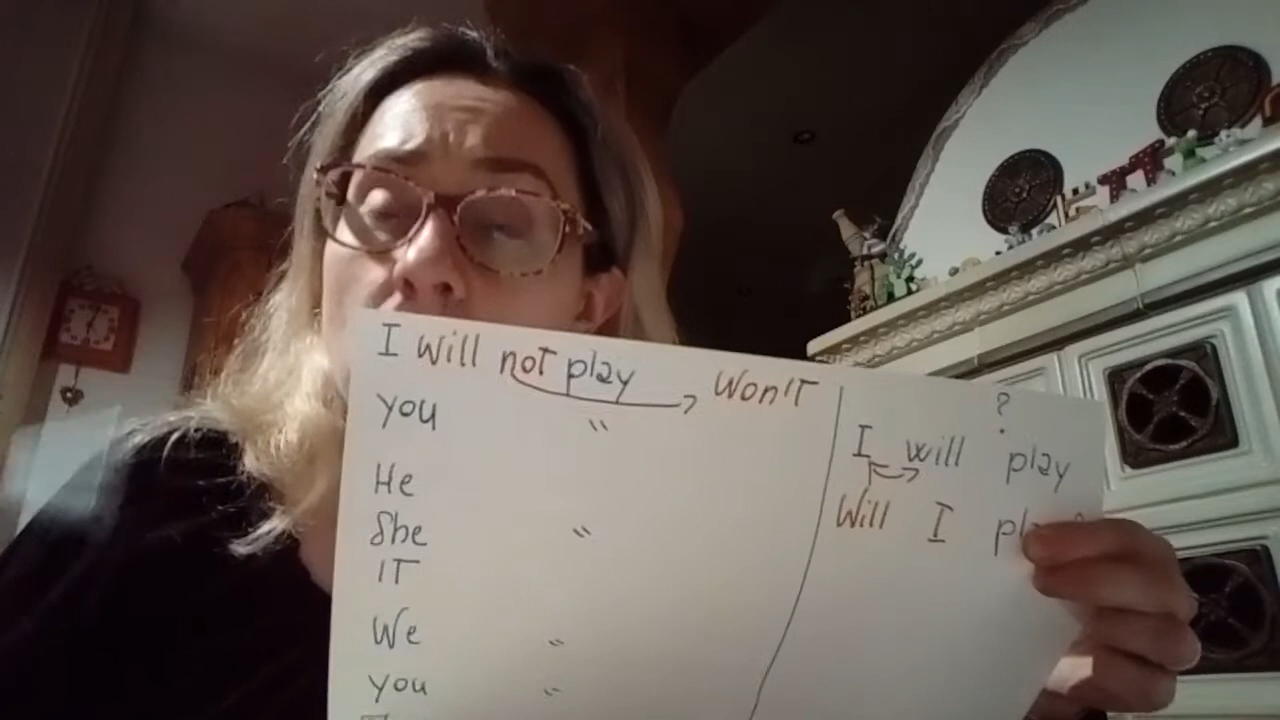 I will not play → WON'T
YOU "
He
She "
IT
We "
you "
?
I will play
Will I